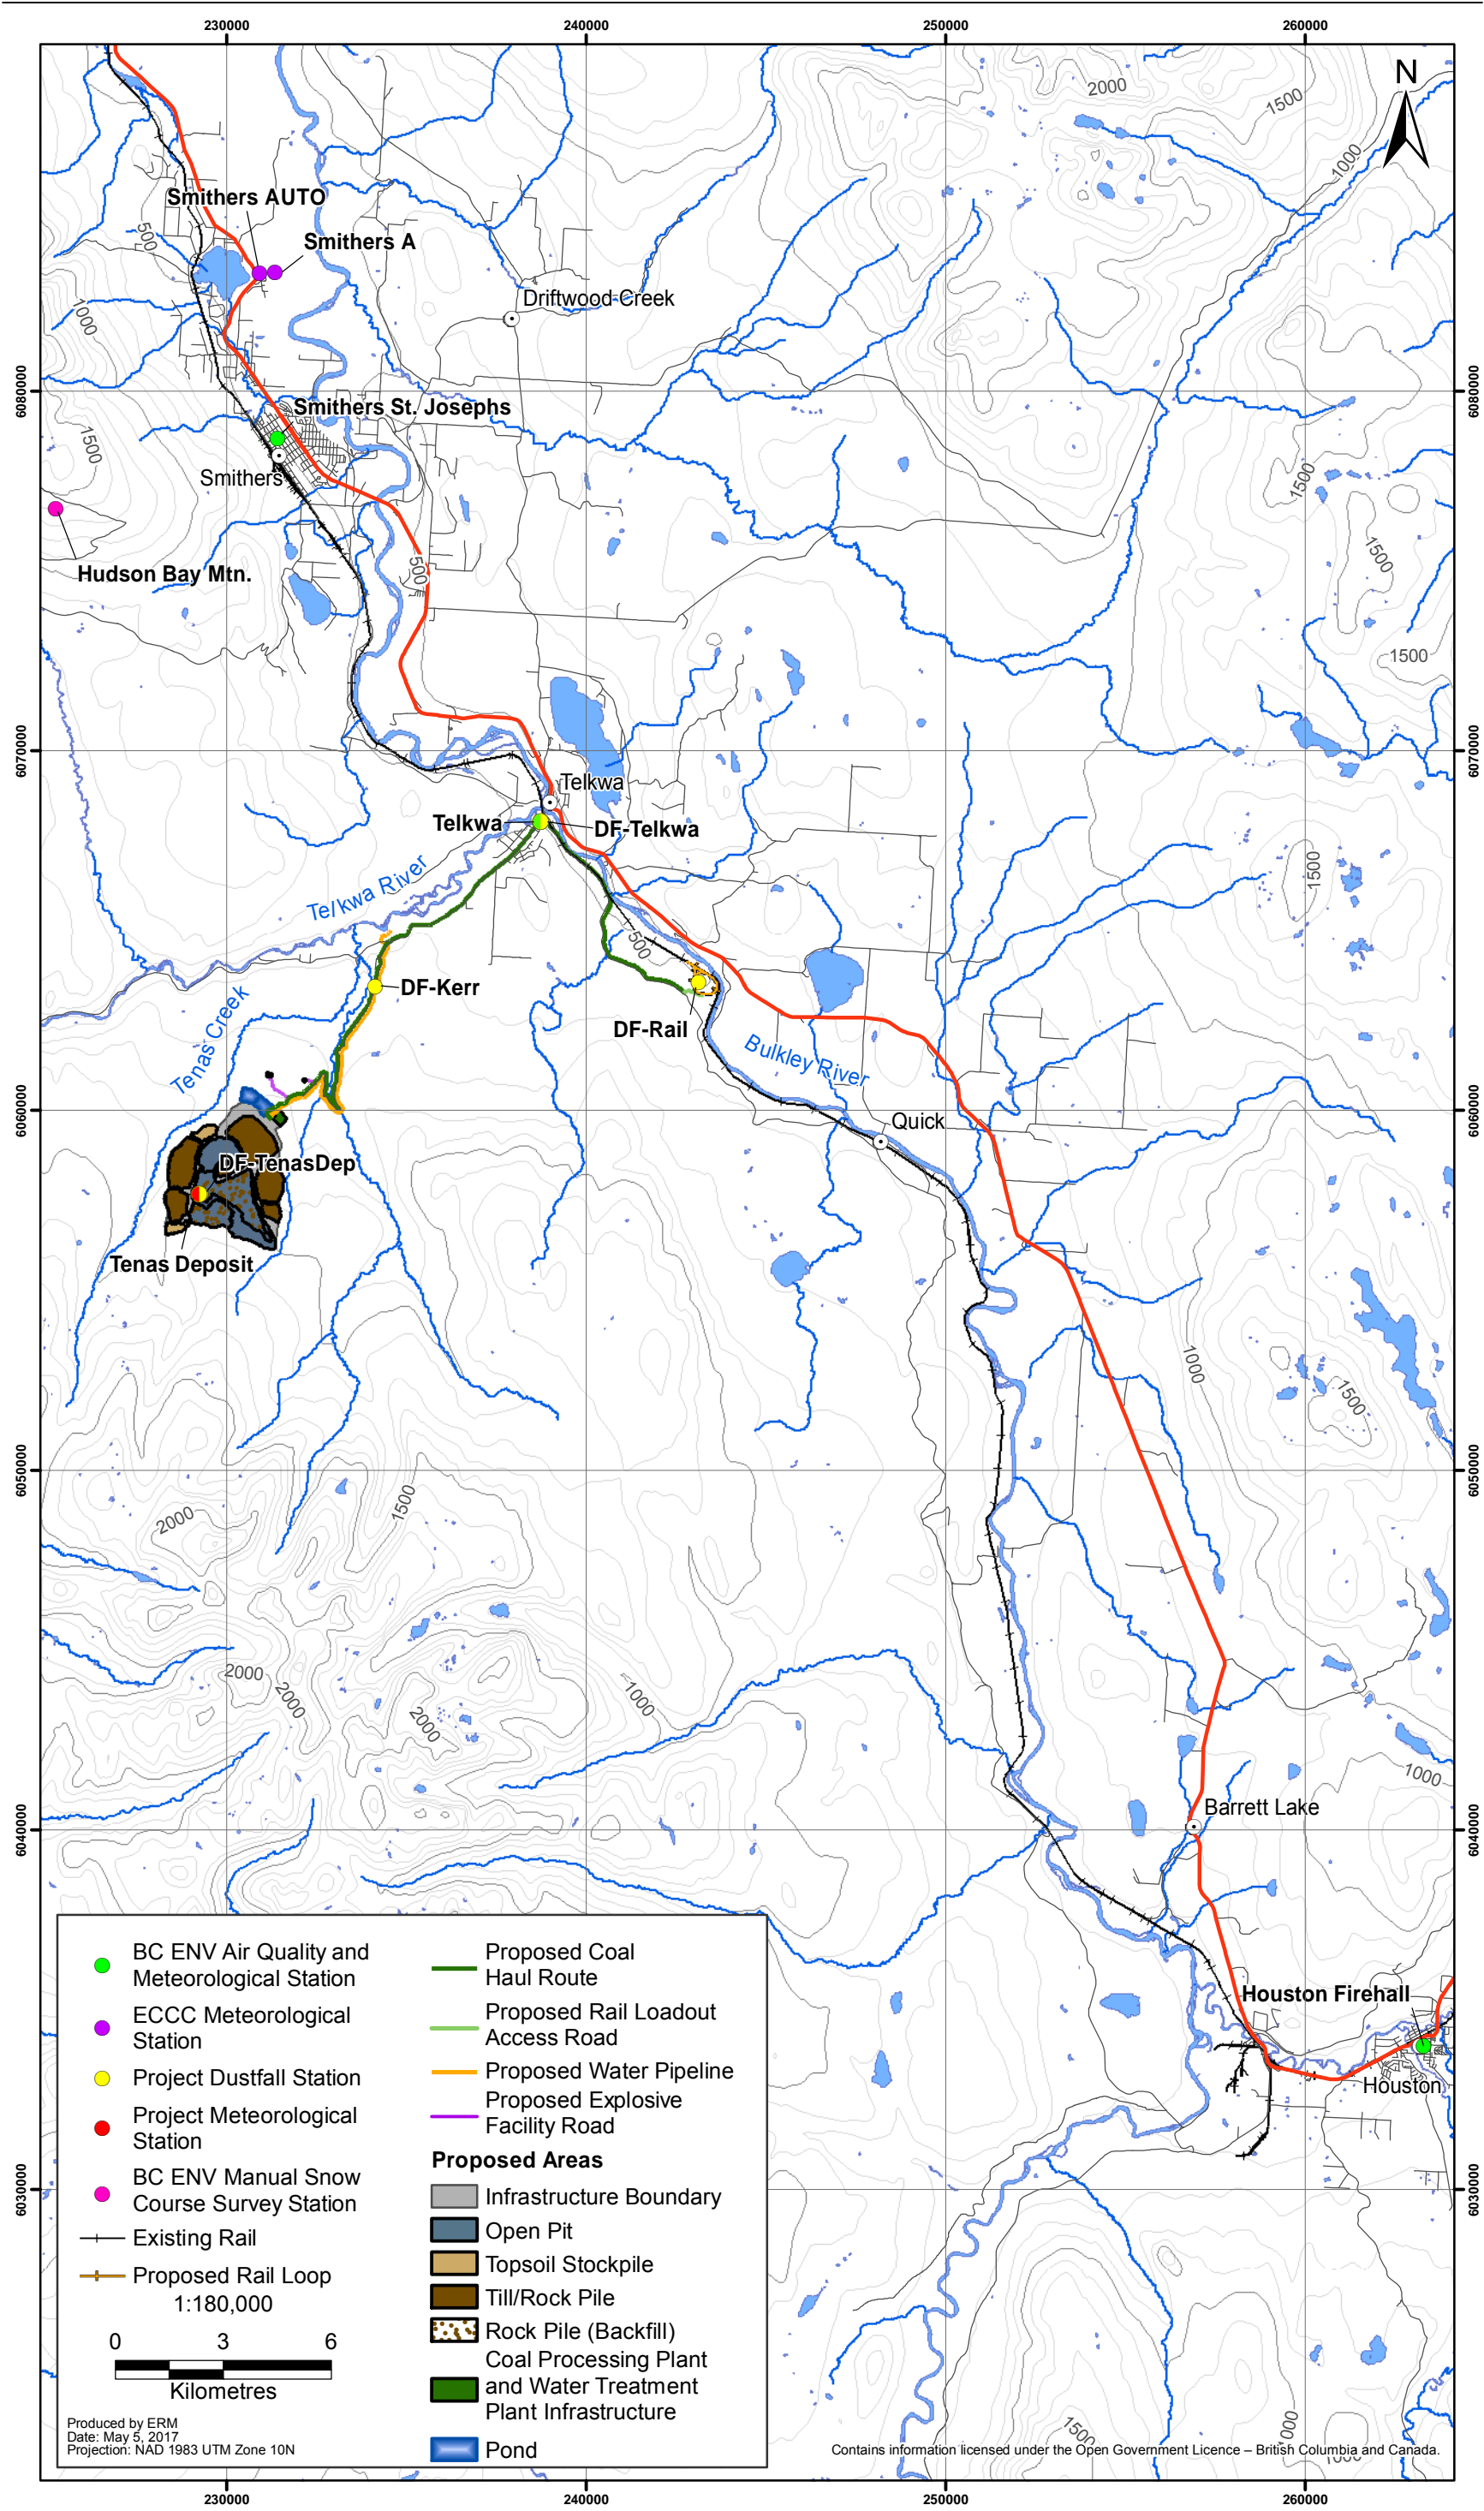 230000
240000
250000
260000
N
2000
1500
1000
Smithers AUTO
500
Smithers A
Driftwood Creek
1000
6080000
6080000
Smithers St. Josephs
1500
Smithers
1500
Hudson Bay Mtn.
500
1500
1500
6070000
6070000
Telkwa
Telkwa
DF-Telkwa
1500
Telkwa River
500
DF-Kerr
Tenas Creek
DF-Rail
Bulkley River
6060000
6060000
Quick
DF-TenasDep
Tenas Deposit
1000
1500
6050000
6050000
2000
1500
2000
2000
2000
1000
1000
Barrett Lake
6040000
6040000
Houston Firehall
Houston
6030000
6030000
BC ENV Air Quality and
Meteorological Station
ECCC Meteorological
Station
Project Dustfall Station
Project Meteorological
Station
BC ENV Manual Snow
Course Survey Station
Existing Rail
Proposed Rail Loop
1:180,000
0 3 6
Kilometres
Proposed Coal
Haul Route
Proposed Rail Loadout
Access Road
Proposed Water Pipeline
Proposed Explosive
Facility Road
Proposed Areas
Infrastructure Boundary
Open Pit
Topsoil Stockpile
Till/Rock Pile
Rock Pile (Backfill)
Coal Processing Plant
and Water Treatment
Plant Infrastructure
Pond
Produced by ERM
Date: May 5, 2017
Projection: NAD 1983 UTM Zone 10N
1500
Contains information licensed under the Open Government Licence – British Columbia and Canada.
230000
240000
250000
260000